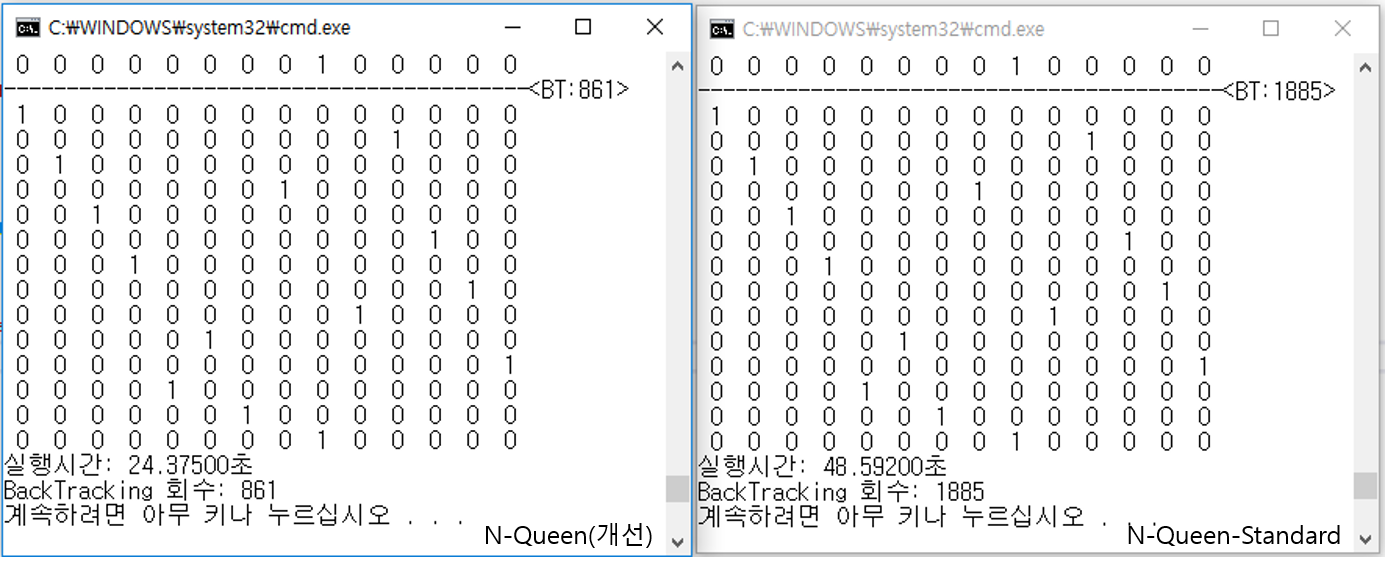 C:₩WINDOWS₩system32₩cmd.exe
0 0 0 0 0 0 0 0 1 0 0 0 0 0
------------------------------------------<BT:861>
1 0 0 0 0 0 0 0 0 0 0 0 0 0
0 0 0 0 0 0 0 0 0 0 1 0 0 0
0 1 0 0 0 0 0 0 0 0 0 0 0 0
0 0 0 0 0 0 0 1 0 0 0 0 0 0
0 0 1 0 0 0 0 0 0 0 0 0 0 0
0 0 0 0 0 0 0 0 0 0 0 1 0 0
0 0 0 1 0 0 0 0 0 0 0 0 0 0
0 0 0 0 0 0 0 0 0 0 0 0 1 0
0 0 0 0 0 0 0 0 0 1 0 0 0 0
0 0 0 0 0 1 0 0 0 0 0 0 0 0
0 0 0 0 0 0 0 0 0 0 0 0 0 1
0 0 0 0 1 0 0 0 0 0 0 0 0 0
0 0 0 0 0 0 1 0 0 0 0 0 0 0
0 0 0 0 0 0 0 0 1 0 0 0 0 0
실행시간: 24.37500초
BackTracking 회수: 861
계속하려면 아무 키나 누르십시오 . . .
N-Queen(개선)
C:₩WINDOWS₩system32₩cmd.exe
0 0 0 0 0 0 0 0 1 0 0 0 0 0
------------------------------------------<BT:1885>
1 0 0 0 0 0 0 0 0 0 0 0 0 0
0 0 0 0 0 0 0 0 0 0 1 0 0 0
0 1 0 0 0 0 0 0 0 0 0 0 0 0
0 0 0 0 0 0 0 1 0 0 0 0 0 0
0 0 1 0 0 0 0 0 0 0 0 0 0 0
0 0 0 0 0 0 0 0 0 0 0 1 0 0
0 0 0 1 0 0 0 0 0 0 0 0 0 0
0 0 0 0 0 0 0 0 0 0 0 0 1 0
0 0 0 0 0 0 0 0 0 1 0 0 0 0
0 0 0 0 0 1 0 0 0 0 0 0 0 0
0 0 0 0 0 0 0 0 0 0 0 0 0 1
0 0 0 0 1 0 0 0 0 0 0 0 0 0
0 0 0 0 0 0 1 0 0 0 0 0 0 0
0 0 0 0 0 0 0 0 1 0 0 0 0 0
실행시간: 48.59200초
BackTracking 회수: 1885
계속하려면 아무 키나 누르십시오 . . .
N-Queen-Standard